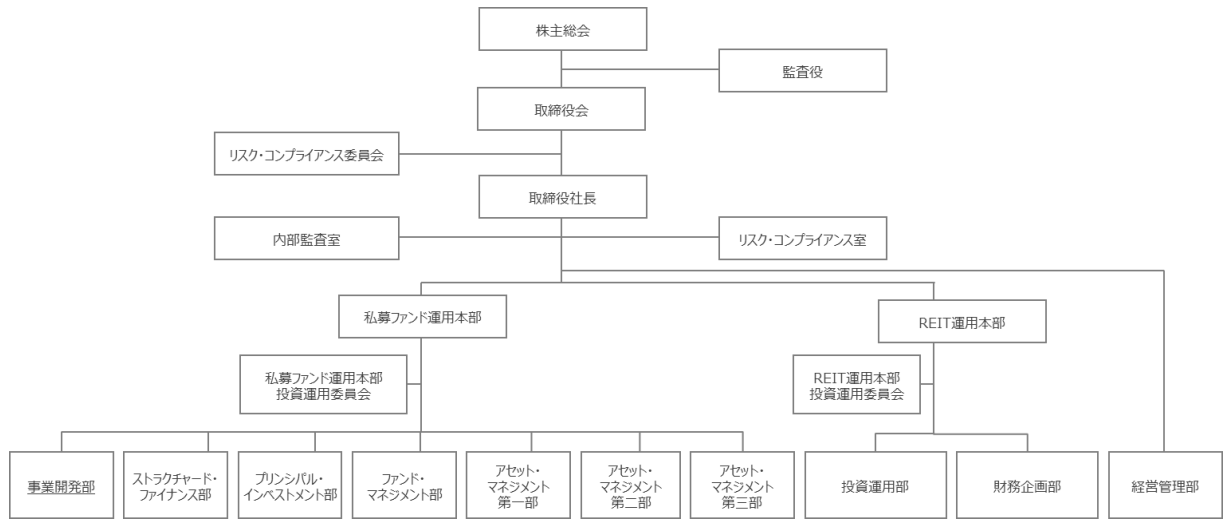 株主総会
監査役
取締役会
リスク・コンプライアンス委員会
取締役社長
内部監査室
リスク・コンプライアンス室
私募ファンド運用本部
REIT運用本部
私募ファンド運用本部
投資運用委員会
REIT運用本部
投資運用委員会
事業開発部
ストラクチャード・
ファイナンス部
プリンシパル・
インベストメント部
ファンド・
マネジメント部
アセット・
マネジメント
第一部
アセット・
マネジメント
第二部
アセット・
マネジメント
第三部
投資運用部
財務企画部
経営管理部